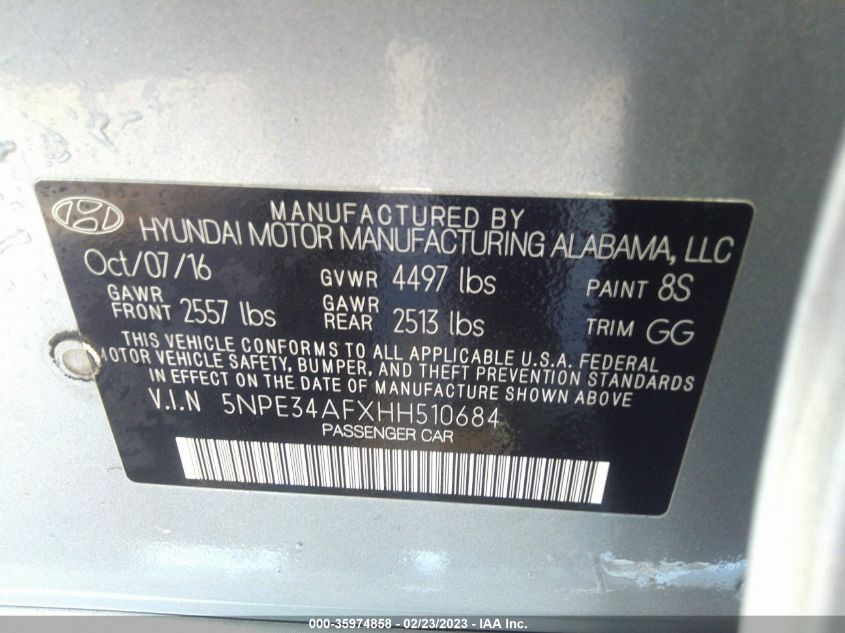 MANUFACTURED BY
HYUNDAI MOTOR MANUFACTURING ALABAMA, LLC
Oct/07/16 GVWR 4497 lbs PAINT 8S
GAWR FRONT 2557 lbs GAWR REAR 2513 lbs TRIM GG
THIS VEHICLE CONFORMS TO ALL APPLICABLE U.S.A. FEDERAL
MOTOR VEHICLE SAFETY, BUMPER, AND THEFT PREVENTION STANDARDS
IN EFFECT ON THE DATE OF MANUFACTURE SHOWN ABOVE.
V.I.N 5NPE34AFXHH510684
PASSENGER CAR
000-35974858 - 02/23/2023 - IAA Inc.